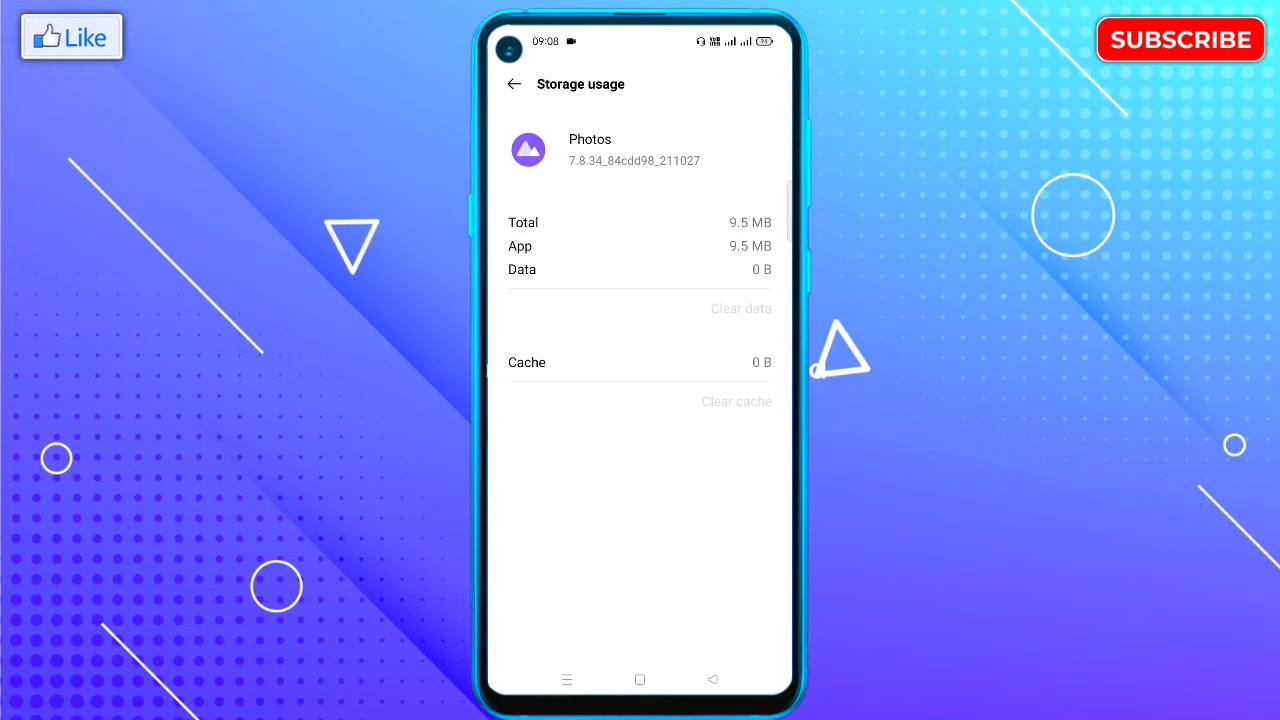 Like
SUBSCRIBE
09:08
94
Storage usage
Photos
7.8.34_84cdd98_211027
Total 9.5 MB
App 9.5 MB
Data 0 B
Clear data
Cache 0 B
Clear cache